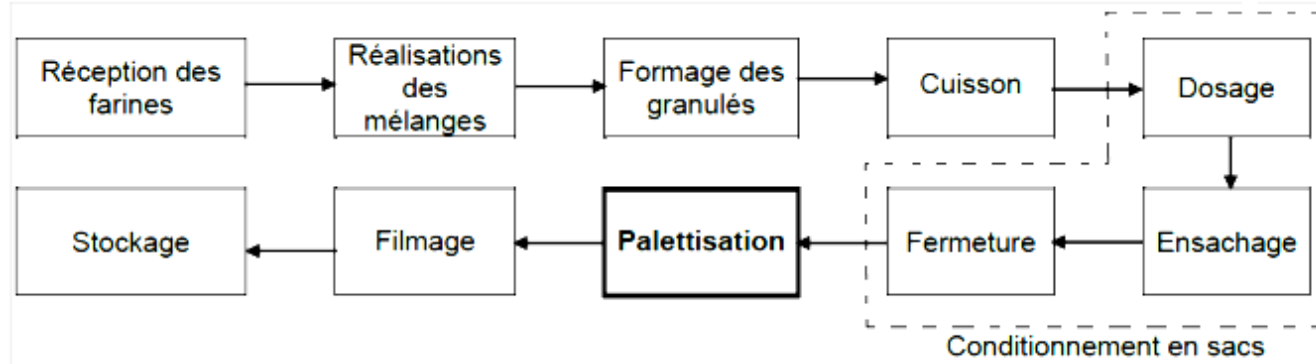 Réception des
farines
Réalisations
des
mélanges
Formage des
granulés
Cuisson
Dosage
Stockage
Filmage
Palettisation
Fermeture
Ensachage
Conditionnement en sacs